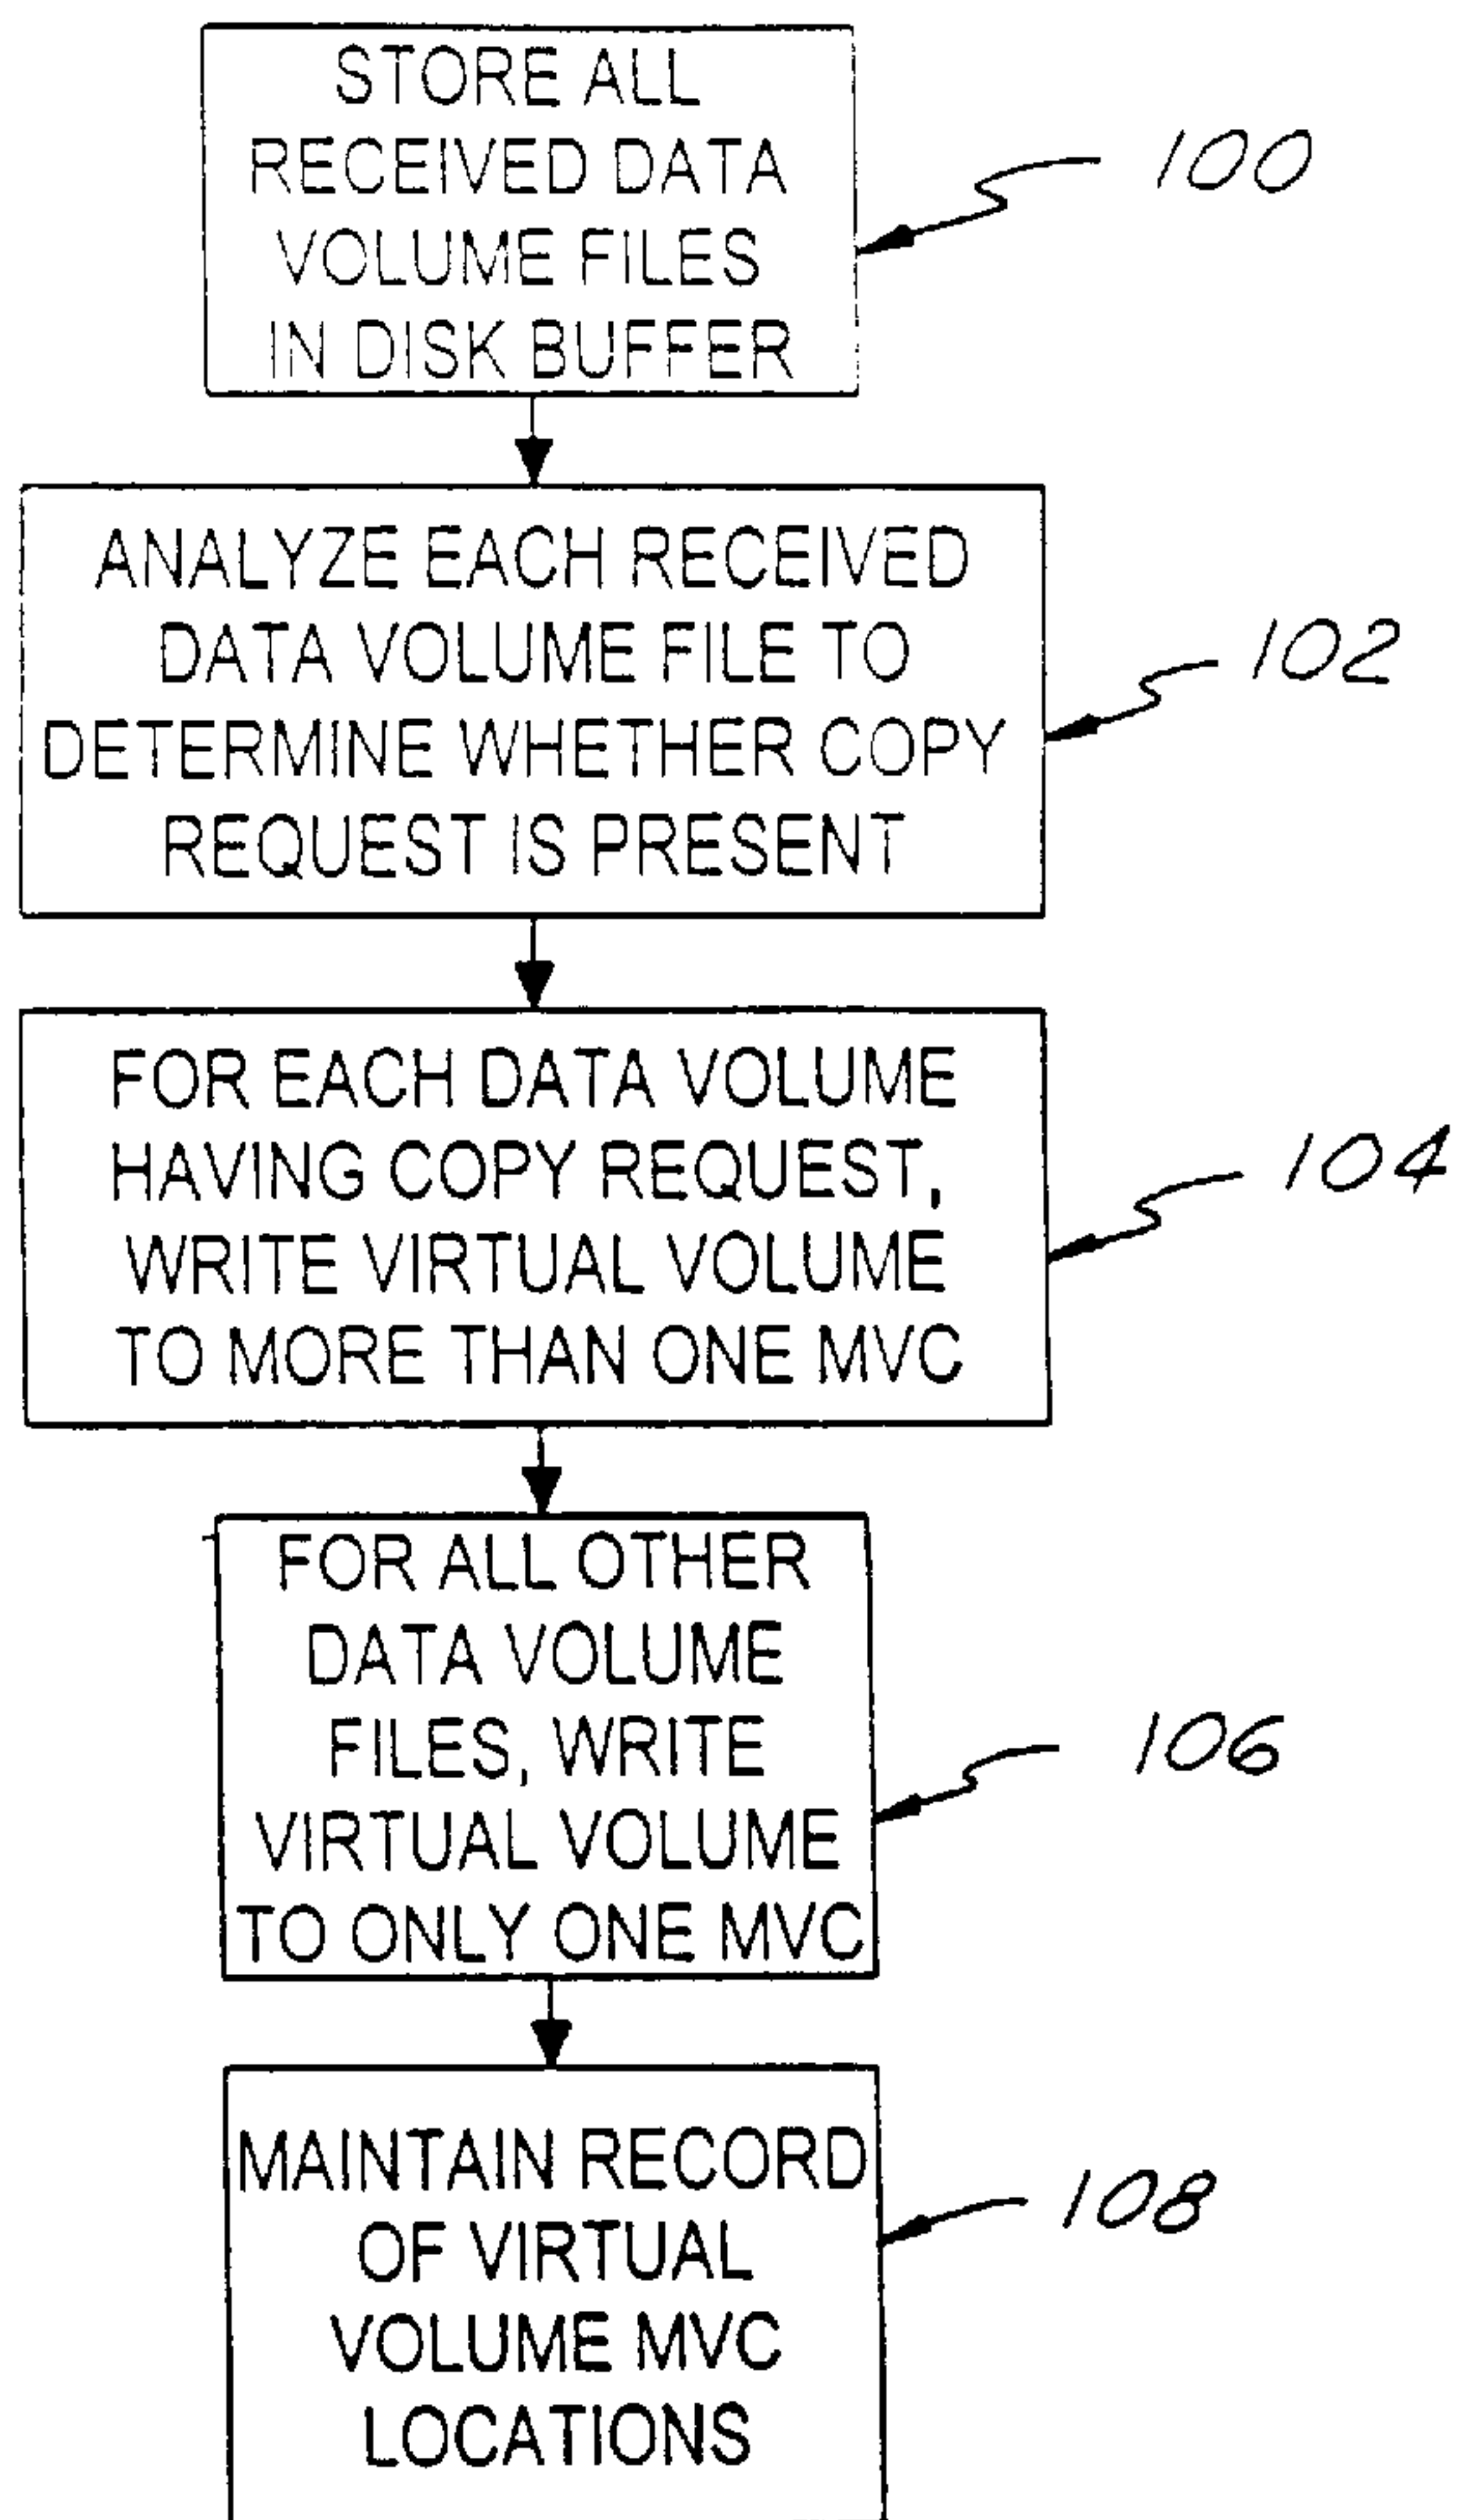 STORE ALL
RECEIVED DATA
VOLUME FILES
IN DISK BUFFER
100
ANALYZE EACH RECEIVED
DATA VOLUME FILE TO
DETERMINE WHETHER COPY
REQUEST IS PRESENT
102
FOR EACH DATA VOLUME
HAVING COPY REQUEST,
WRITE VIRTUAL VOLUME
TO MORE THAN ONE MVC
104
FOR ALL OTHER
DATA VOLUME
FILES, WRITE
VIRTUAL VOLUME
TO ONLY ONE MVC
106
MAINTAIN RECORD
OF VIRTUAL
VOLUME MVC
LOCATIONS
108